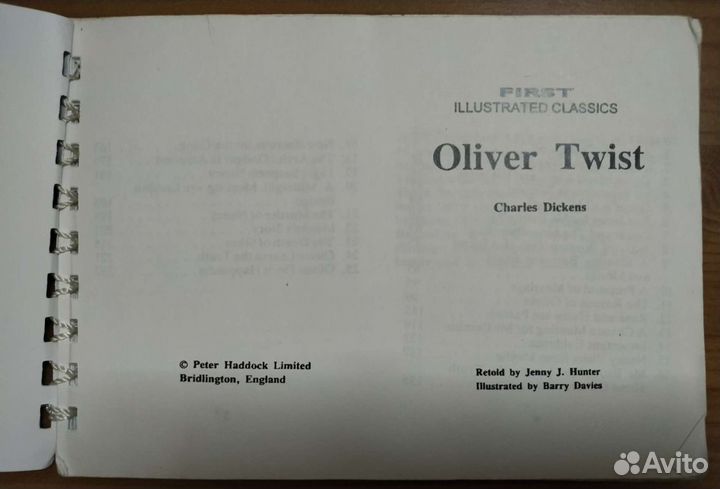 FIRST
ILLUSTRATED CLASSICS
Oliver Twist
Charles Dickens
© Peter Haddock Limited
Bridlington, England
Retold by Jenny J. Hunter
Illustrated by Barry Davies
Avito